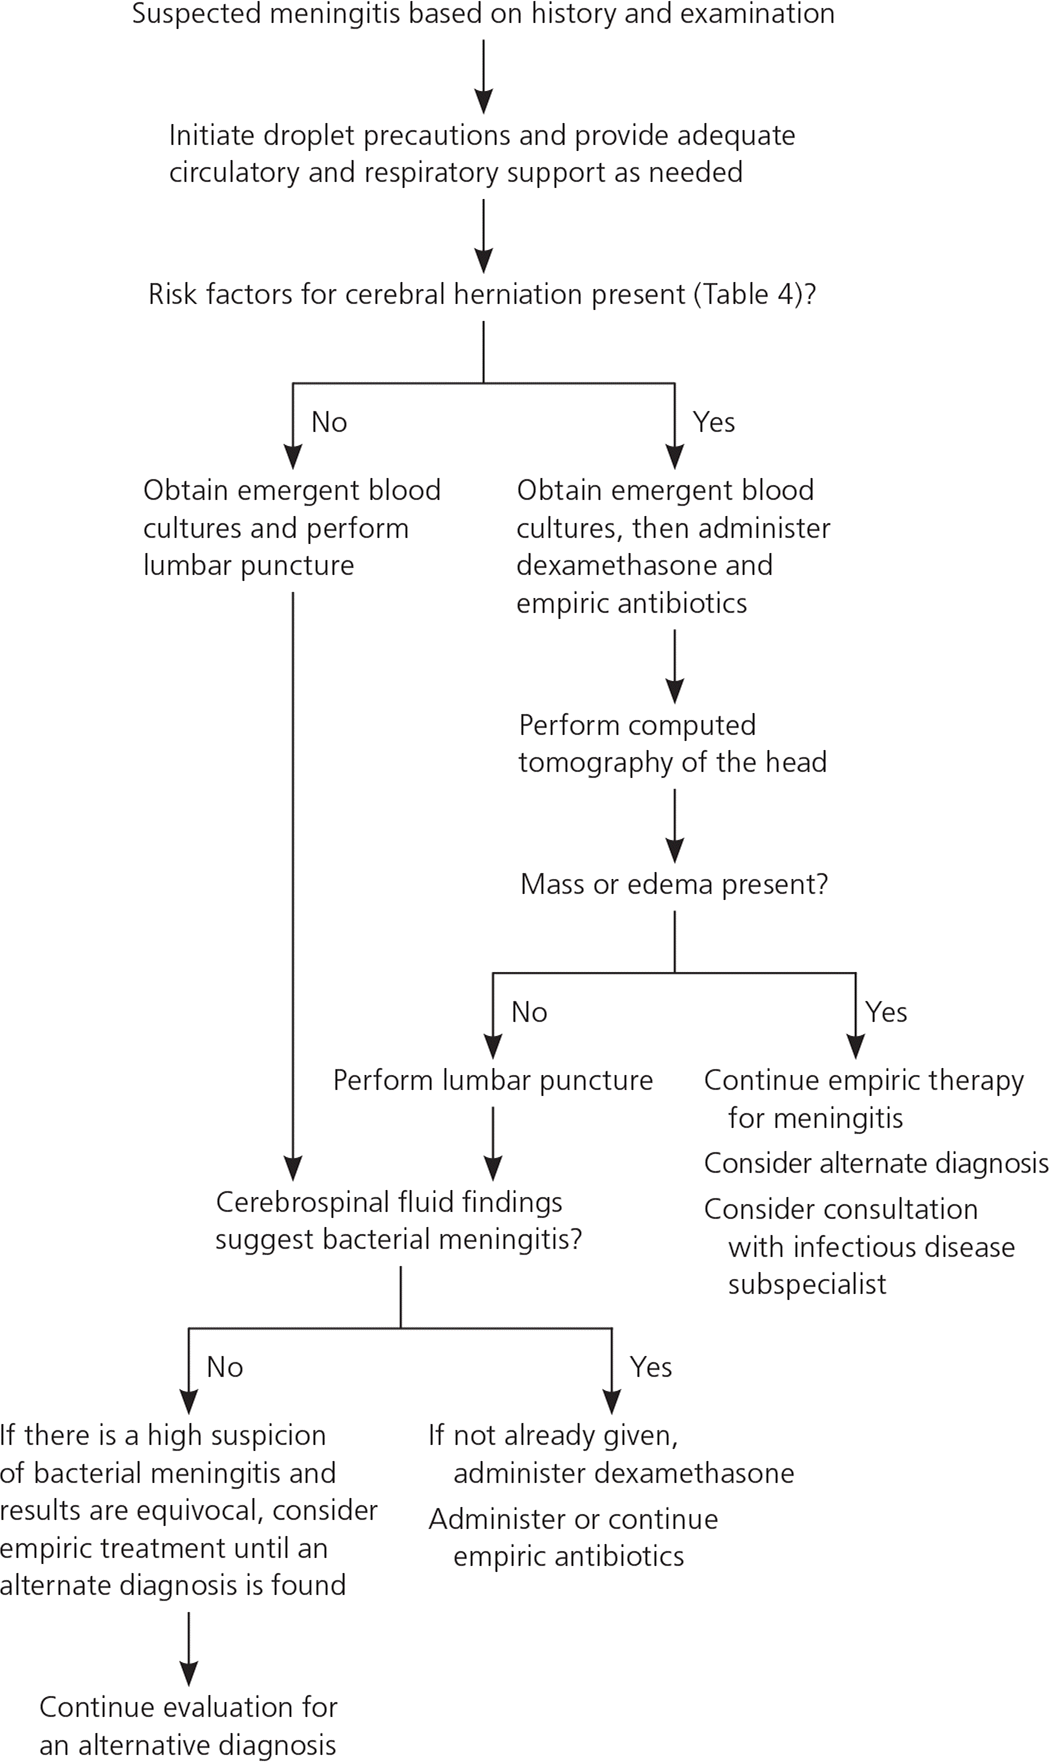 Suspected meningitis based on history and examination
Initiate droplet precautions and provide adequate
circulatory and respiratory support as needed
Risk factors for cerebral herniation present (Table 4)?
No
Yes
Obtain emergent blood
cultures and perform
lumbar puncture
Obtain emergent blood
cultures, then administer
dexamethasone and
empiric antibiotics
Perform computed
tomography of the head
Mass or edema present?
No
Yes
Perform lumbar puncture
Continue empiric therapy
for meningitis
Consider alternate diagnosis
Consider consultation
with infectious disease
subspecialist
Cerebrospinal fluid findings
suggest bacterial meningitis?
No
Yes
If there is a high suspicion
of bacterial meningitis and
results are equivocal, consider
empiric treatment until an
alternate diagnosis is found
If not already given,
administer dexamethasone
Administer or continue
empiric antibiotics
Continue evaluation for
an alternative diagnosis